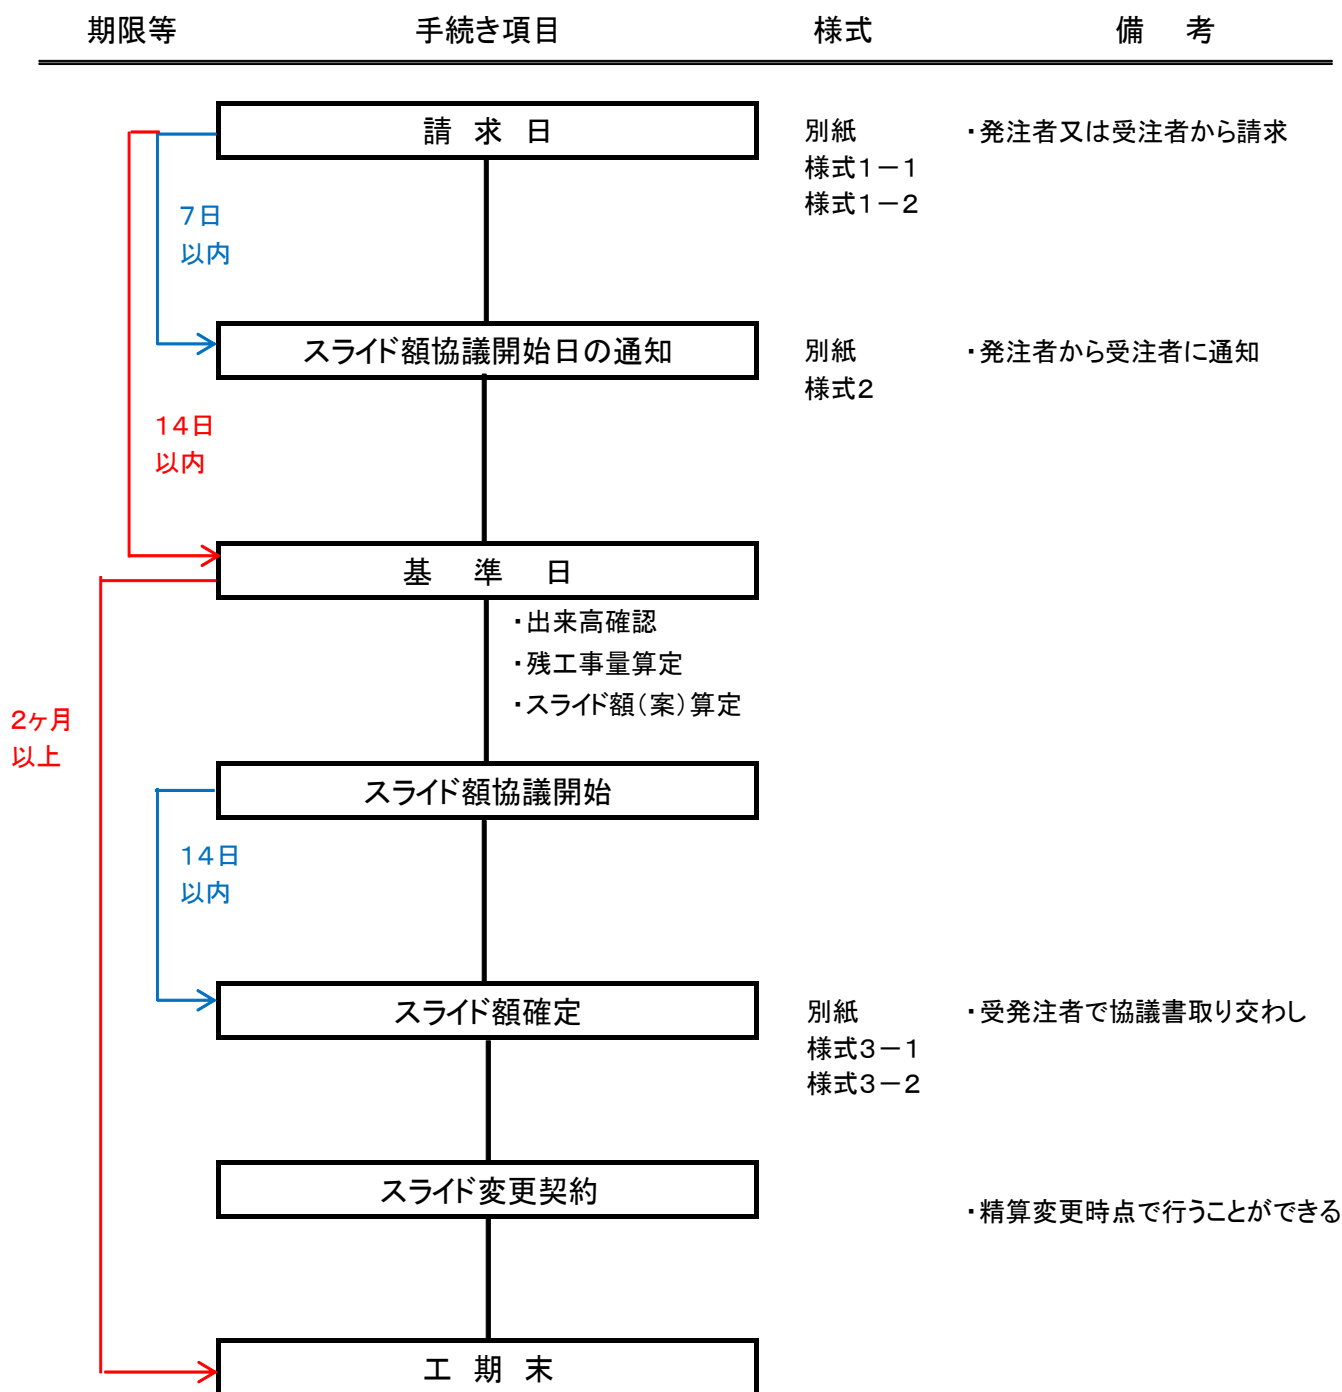 期限等　手続き項目　様式　備　考
請　求　日
別紙
様式１－１
様式１－２
・発注者又は受注者から請求
７日
以内
スライド額協議開始日の通知
別紙
様式２
・発注者から受注者に通知
１４日
以内
基　準　日
・出来高確認
・残工事量算定
・スライド額（案）算定
２ヶ月
以上
スライド額協議開始
１４日
以内
スライド額確定
別紙
様式３－１
様式３－２
・受発注者で協議書取り交わし
スライド変更契約
・精算変更時点で行うことができる
工　期　末